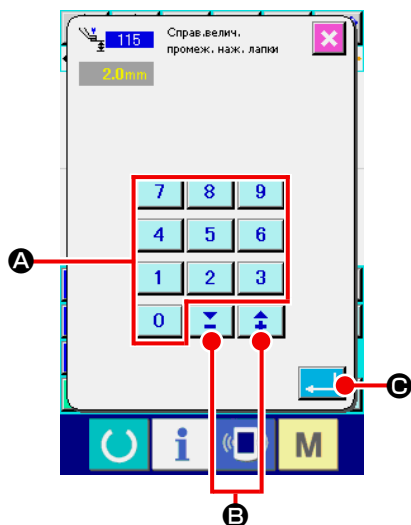 115
Справ.велич.
промеж. наж. лапки
2.0mm
7 8 9
4 5 6
1 2 3
0
A
B
C
i M